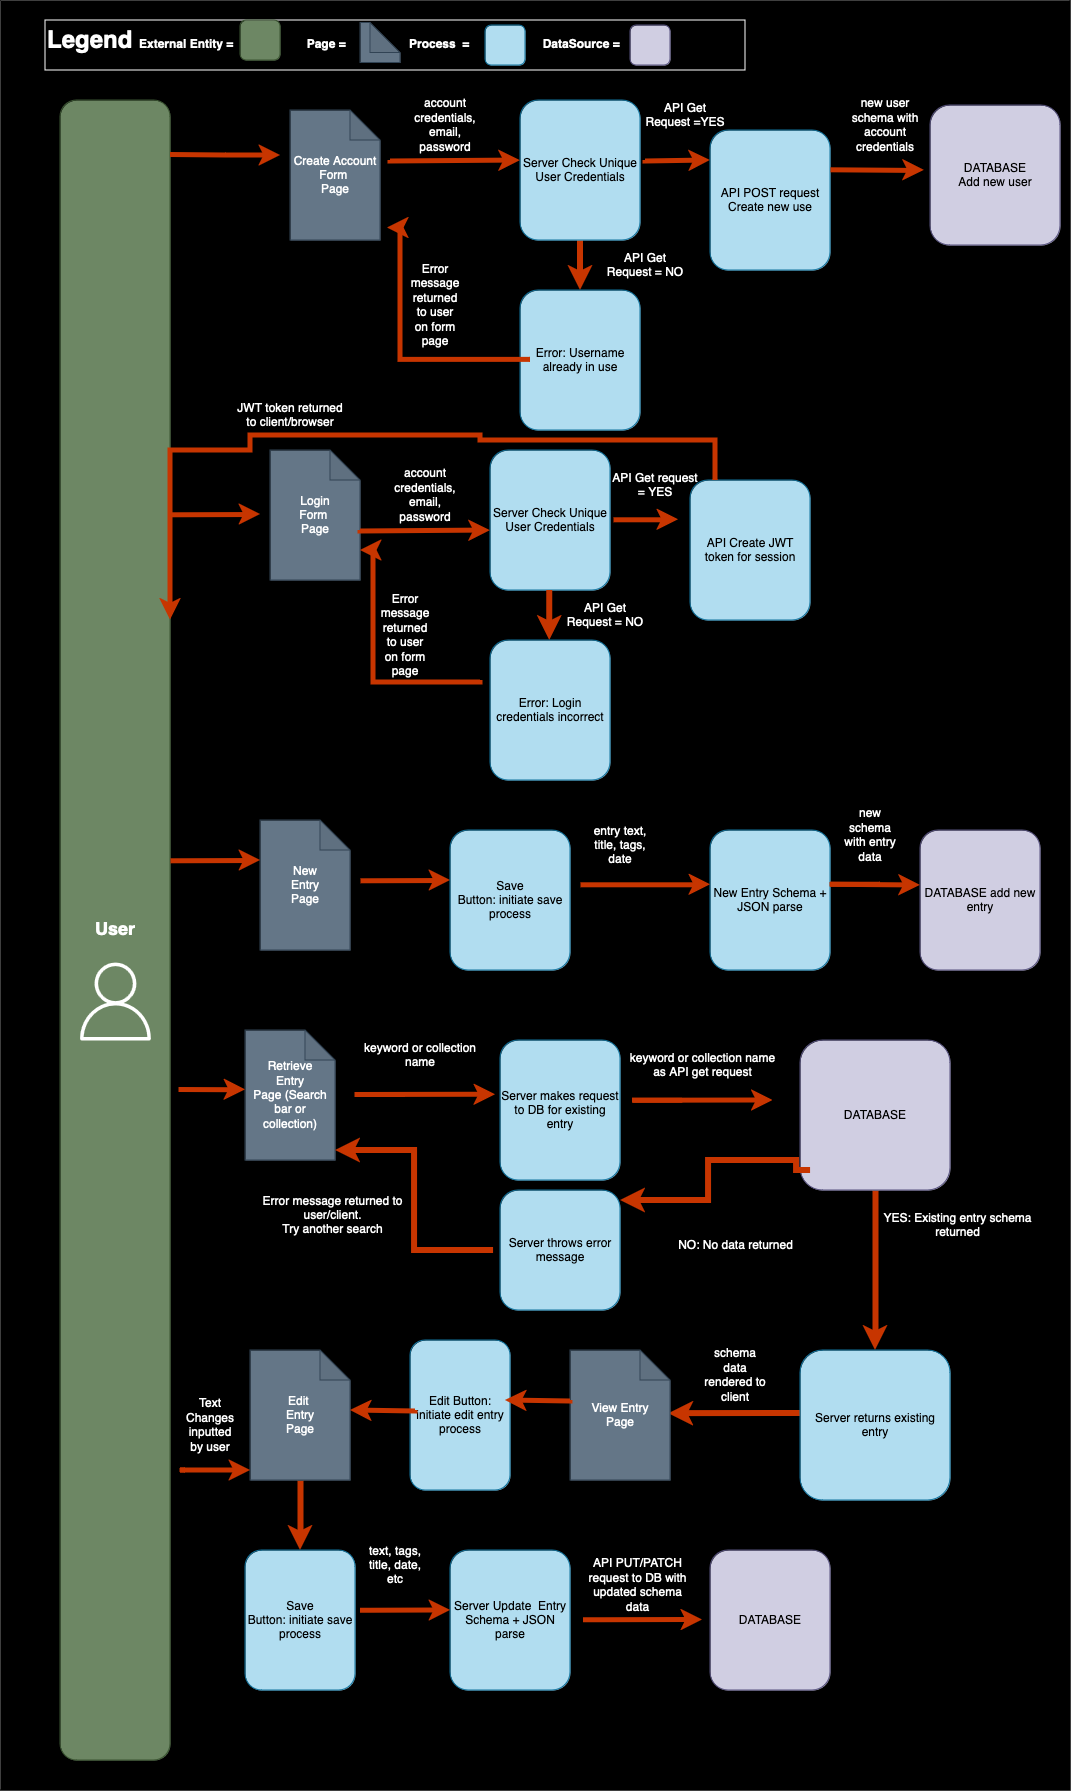 Legend External Entity = Page = Process = DataSource =
account
credentials,
email,
password
API Get
Request =YES
new user
schema with
account
credentials
Create Account
Form
Page
Server Check Unique
User Credentials
API POST request
Create new use
DATABASE
Add new user
API Get
Request = NO
Error
message
returned
to user
on form
page
Error: Username
already in use
JWT token returned
to client/browser
Login
Form
Page
account
credentials,
email,
password
Server Check Unique
User Credentials
API Get request
= YES
API Create JWT
token for session
Error
message
returned
to user
on form
page
API Get
Request = NO
Error: Login
credentials incorrect
New
Entry
Page
Save
Button: initiate save
process
entry text,
title, tags,
date
New Entry Schema +
JSON parse
new
schema
with entry
data
DATABASE add new
entry
User
Retrieve
Entry
Page (Search
bar or
collection)
keyword or collection
name
Server makes request
to DB for existing
entry
keyword or collection name
as API get request
DATABASE
Error message returned to
user/client.
Try another search
Server throws error
message
NO: No data returned
YES: Existing entry schema
returned
Text
Changes
inputted
by user
Edit
Entry
Page
Edit Button:
initiate edit entry
process
View Entry
Page
schema
data
rendered to
client
Server returns existing
entry
Save
Button: initiate save
process
text, tags,
title, date,
etc
Server Update Entry
Schema + JSON
parse
API PUT/PATCH
request to DB with
updated schema
data
DATABASE